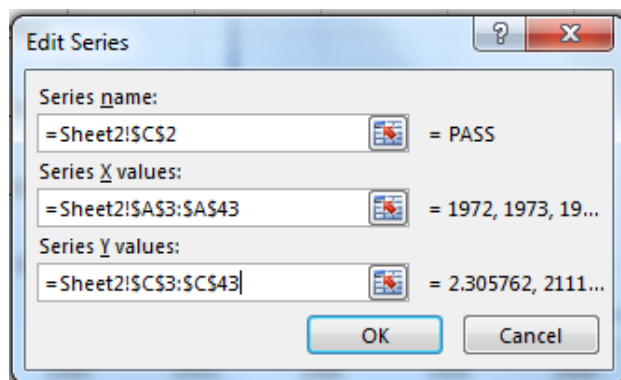 Edit Series
Series name:
=Sheet2!$C$2 = PASS
Series X values:
=Sheet2!$A$3:$A$43 = 1972, 1973, 19...
Series Y values:
=Sheet2!$C$3:$C$43 = 2.305762, 2111...
OK Cancel